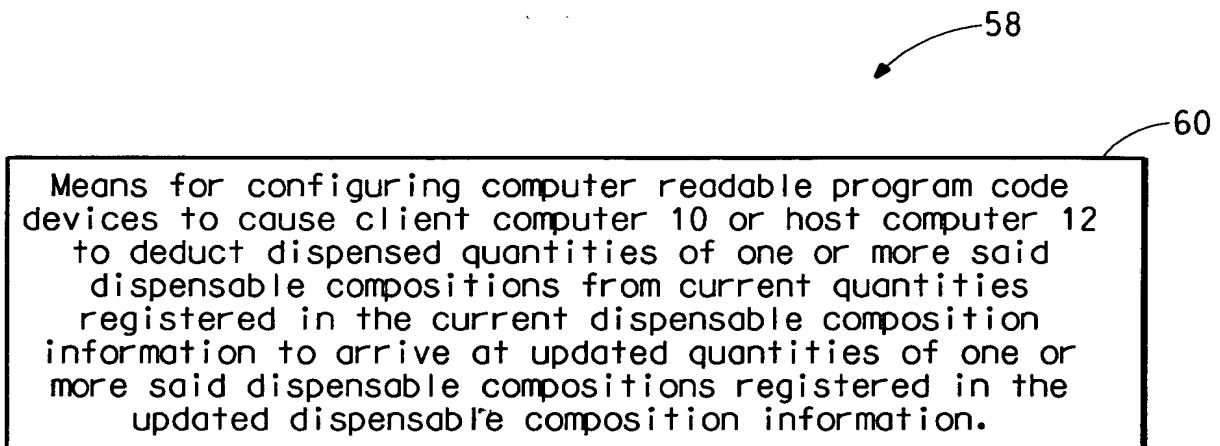 58
60
Means for configuring computer readable program code
devices to cause client computer 10 or host computer 12
to deduct dispensed quantities of one or more said
dispensable compositions from current quantities
registered in the current dispensable composition
information to arrive at updated quantities of one or
more said dispensable compositions registered in the
updated dispensable composition information.